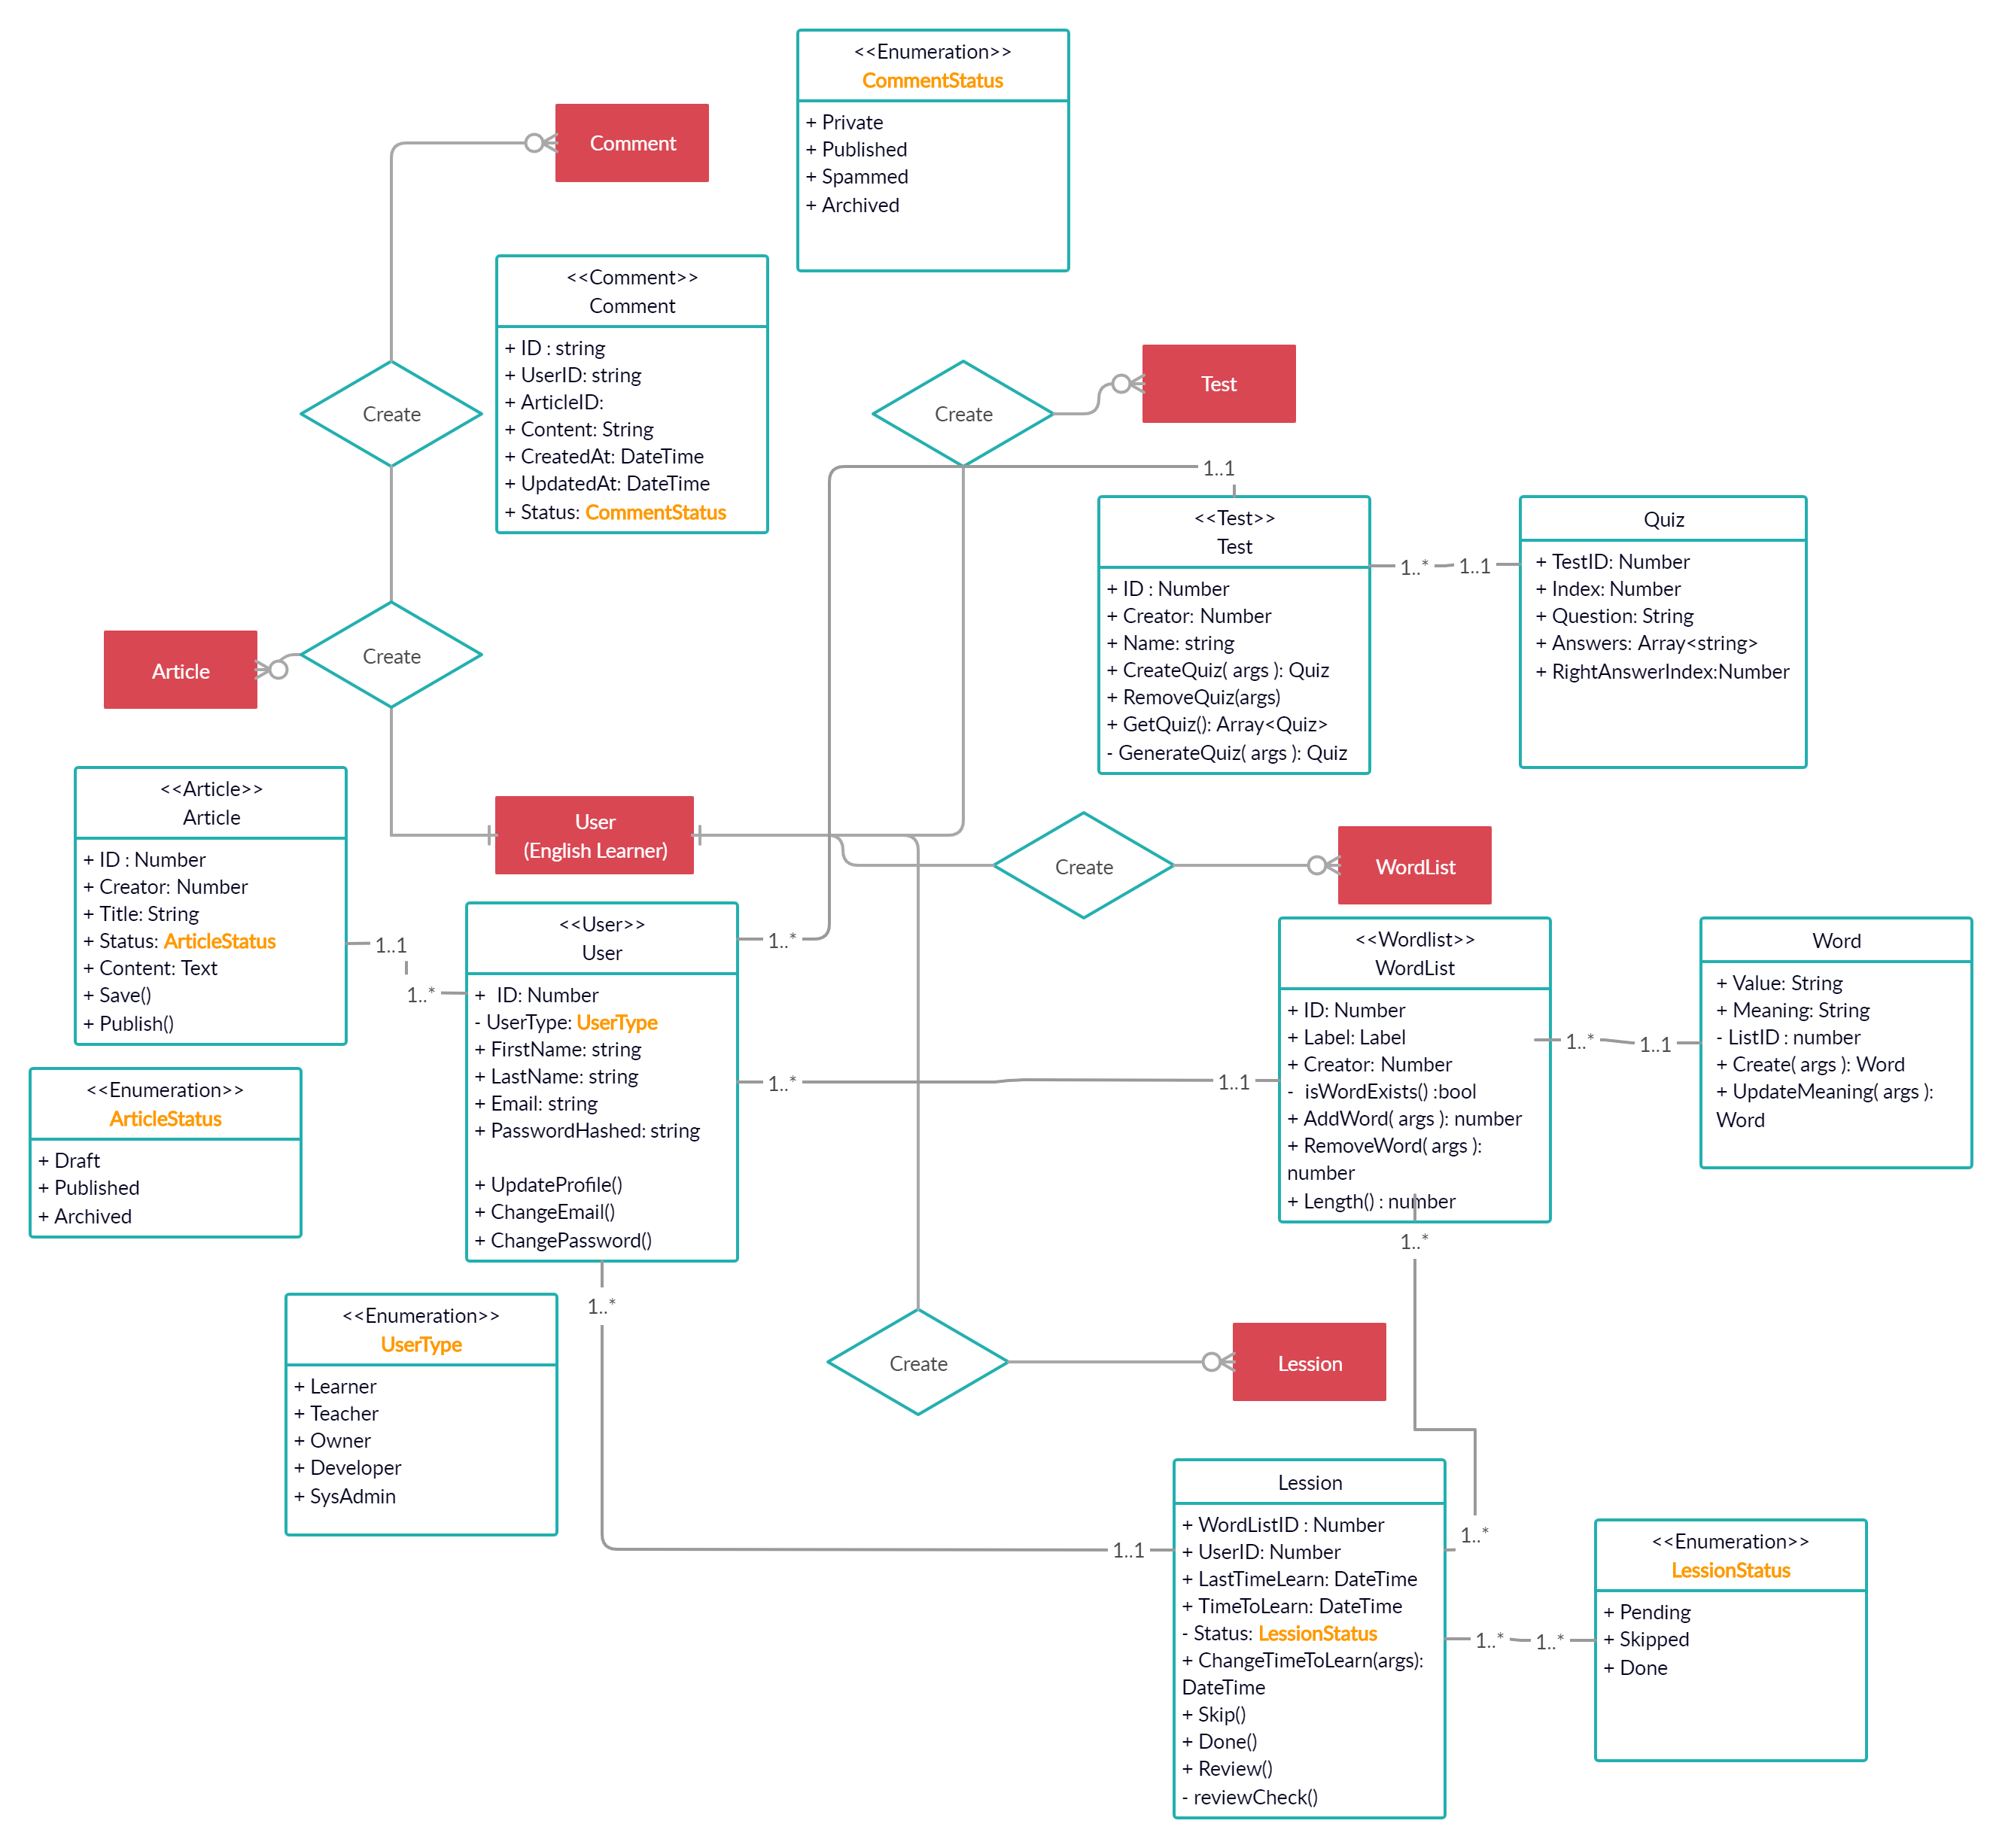 <<Enumeration>>
CommentStatus
+ Private
+ Published
+ Spammed
+ Archived
Comment
<<Comment>>
Comment
+ ID : string
+ UserID: string
+ ArticleID:
+ Content: String
+ CreatedAt: DateTime
+ UpdatedAt: DateTime
+ Status: CommentStatus
Create
Create
Test
1..1
<<Test>>
Test
+ ID : Number
+ Creator: Number
+ Name: string
+ CreateQuiz( args ): Quiz
+ RemoveQuiz(args)
+ GetQuiz(): Array<Quiz>
- GenerateQuiz( args ): Quiz
1..*
1..1
Quiz
+ TestID: Number
+ Index: Number
+ Question: String
+ Answers: Array<string>
+ RightAnswerIndex:Number
Create
Article
<<Article>>
Article
+ ID : Number
+ Creator: Number
+ Title: String
+ Status: ArticleStatus
+ Content: Text
+ Save()
+ Publish()
1..1
1..*
User
(English Learner)
Create
WordList
<<User>>
User
+  ID: Number
- UserType: UserType
+ FirstName: string
+ LastName: string
+ Email: string
+ PasswordHashed: string
+ UpdateProfile()
+ ChangeEmail()
+ ChangePassword()
1..*
1..*
1..1
<<Wordlist>>
WordList
+ ID: Number
+ Label: Label
+ Creator: Number
-  isWordExists() :bool
+ AddWord( args ): number
+ RemoveWord( args ):
number
+ Length() : number
1..*
1..1
Word
+ Value: String
+ Meaning: String
- ListID : number
+ Create( args ): Word
+ UpdateMeaning( args ):
Word
<<Enumeration>>
ArticleStatus
+ Draft
+ Published
+ Archived
1..*
1..*
<<Enumeration>>
UserType
+ Learner
+ Teacher
+ Owner
+ Developer
+ SysAdmin
Create
Lession
1..1
Lession
+ WordListID : Number
+ UserID: Number
+ LastTimeLearn: DateTime
+ TimeToLearn: DateTime
- Status: LessionStatus
+ ChangeTimeToLearn(args):
DateTime
+ Skip()
+ Done()
+ Review()
- reviewCheck()
1..*
1..*
1..*
<<Enumeration>>
LessionStatus
+ Pending
+ Skipped
+ Done